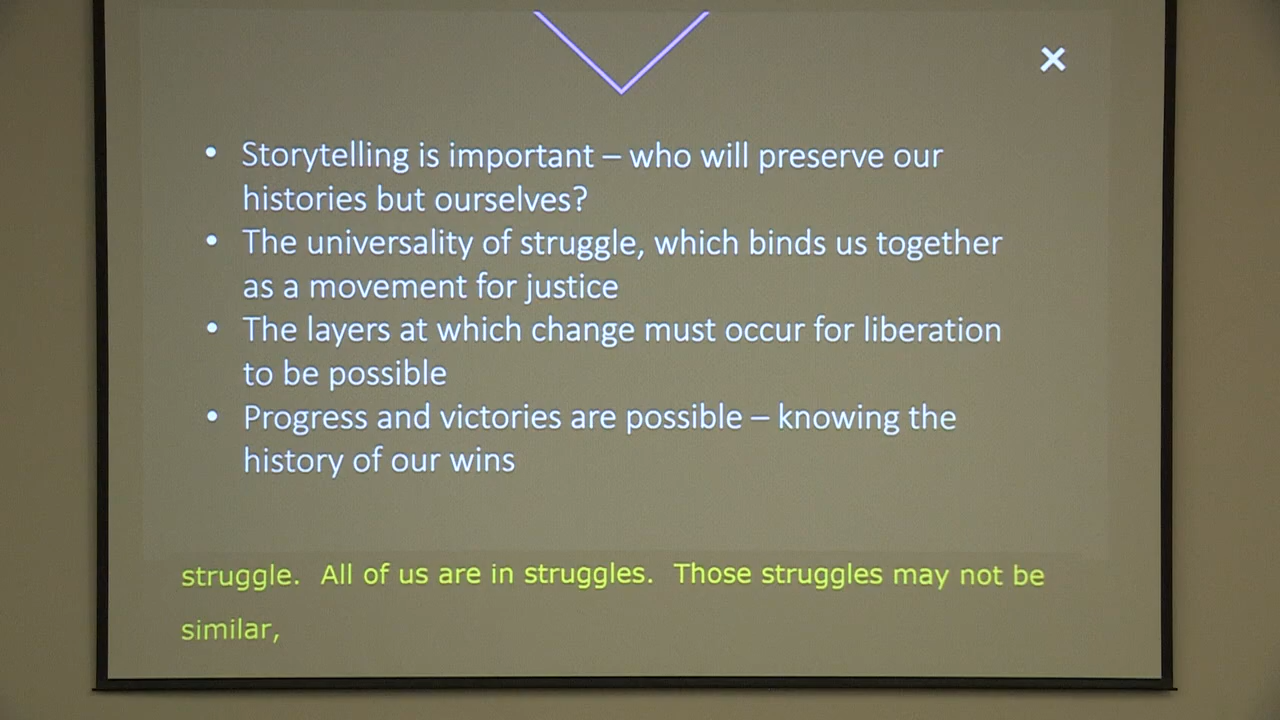 • Storytelling is important – who will preserve our
histories but ourselves?
• The universality of struggle, which binds us together
as a movement for justice
• The layers at which change must occur for liberation
to be possible
• Progress and victories are possible – knowing the
history of our wins
struggle.  All of us are in struggles.  Those struggles may not be
similar,